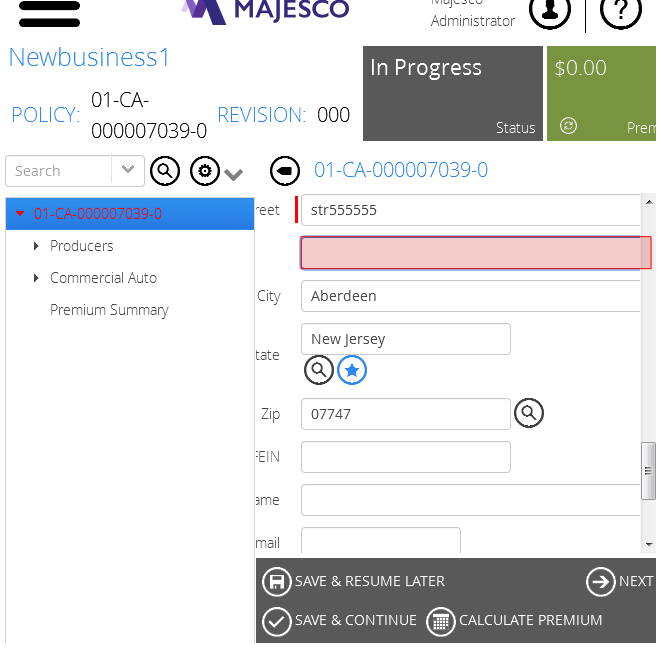 MAJESCO
Majesco
Administrator
?
Newbusiness1
POLICY: 01-CA-000007039-0 REVISION: 000
In Progress
Status
$0.00
Prem
Search
01-CA-000007039-0
01-CA-000007039-0
Producers
Commercial Auto
Premium Summary
reet str555555
City Aberdeen
tate New Jersey
Zip 07747
FEIN
ame
mail
SAVE & RESUME LATER
NEXT
SAVE & CONTINUE
CALCULATE PREMIUM